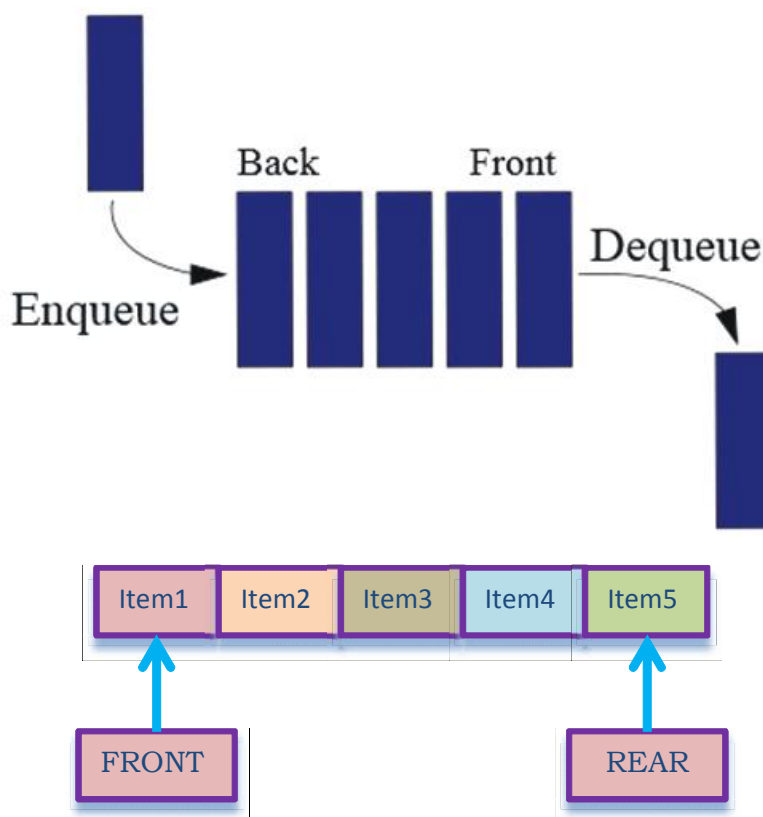 Back Front
Dequeue
Enqueue
Item1 Item2 Item3 Item4 Item5
FRONT REAR